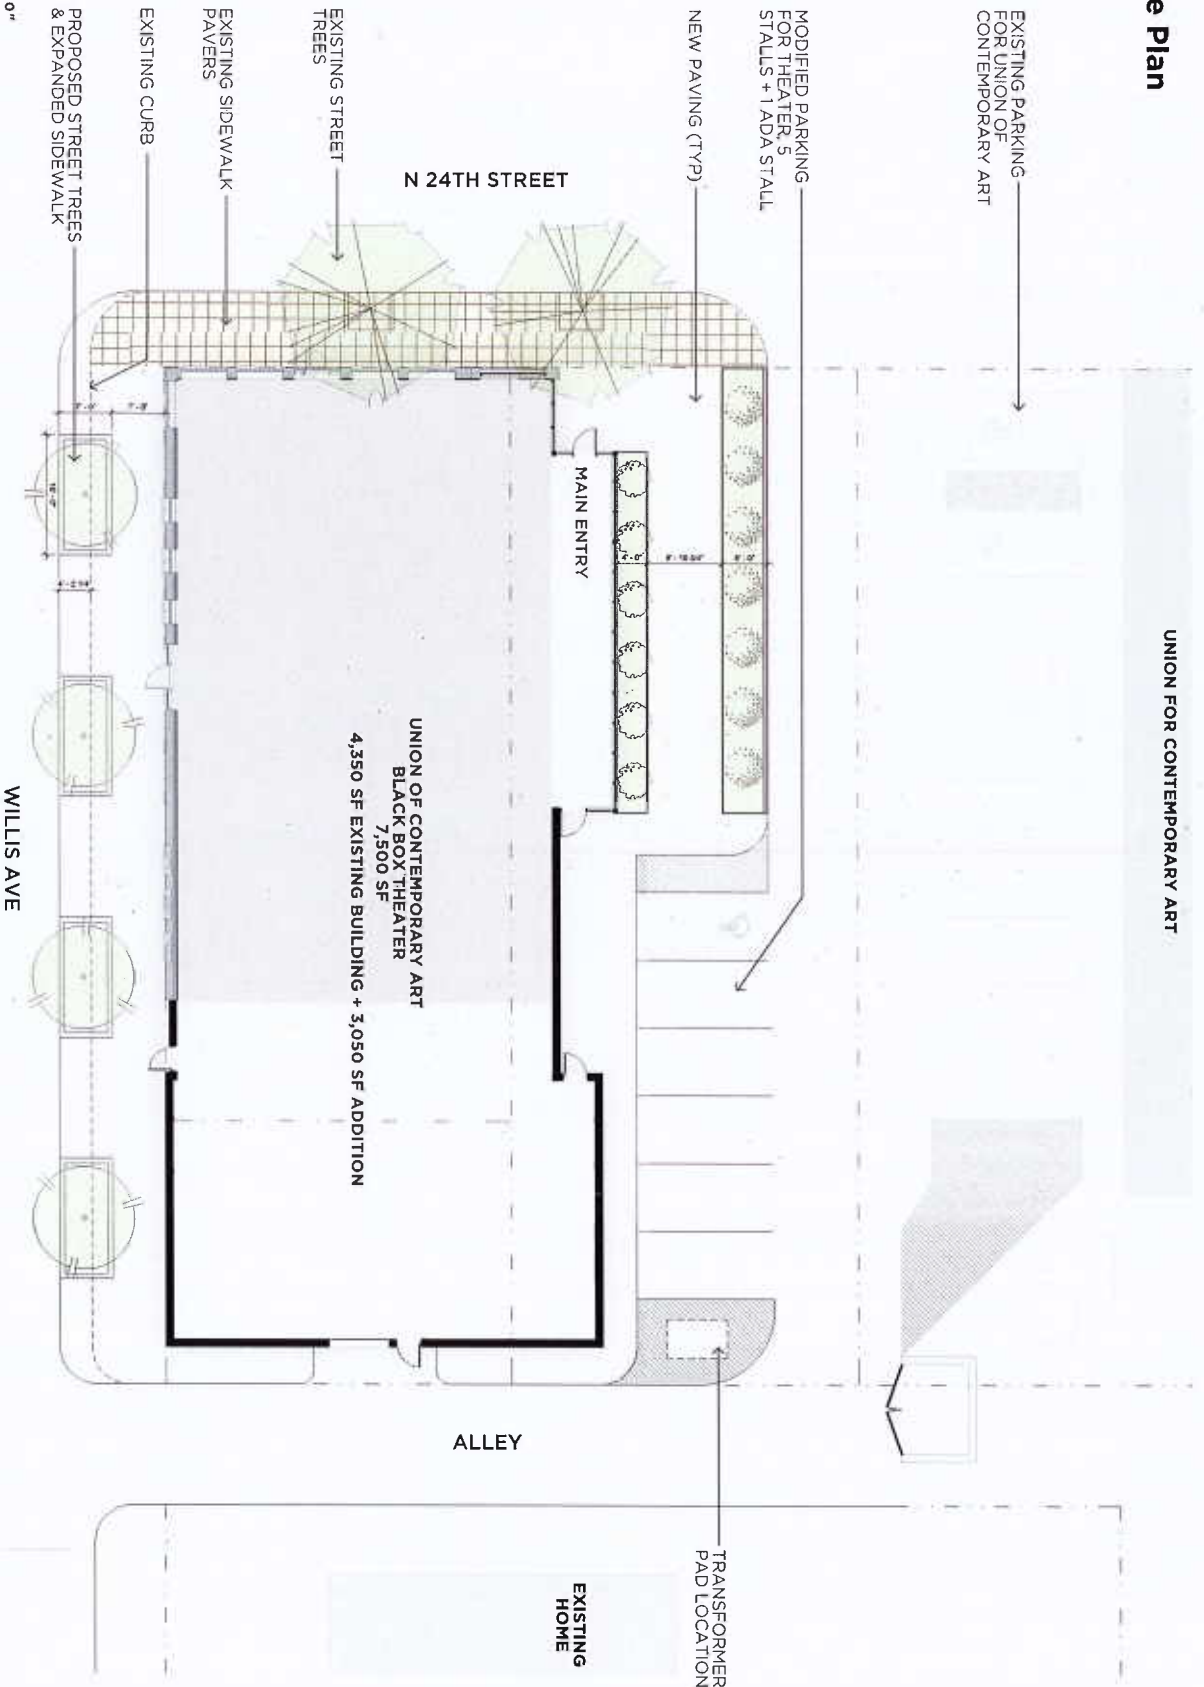 e Plan
EXISTING PARKING
FOR UNION OF
CONTEMPORARY ART
MODIFIED PARKING
FOR THEATER, 5
STALLS + 1 ADA STALL
NEW PAVING (TYP)
EXISTING STREET
TREES
EXISTING SIDEWALK
PAVERS
EXISTING CURB
PROPOSED STREET TREES
& EXPANDED SIDEWALK
N 24TH STREET
UNION FOR CONTEMPORARY ART
MAIN ENTRY
UNION OF CONTEMPORARY ART
BLACK BOX THEATER
7,500 SF
4,350 SF EXISTING BUILDING + 3,050 SF ADDITION
WILLIS AVE
ALLEY
TRANSFORMER
PAD LOCATION
EXISTING
HOME